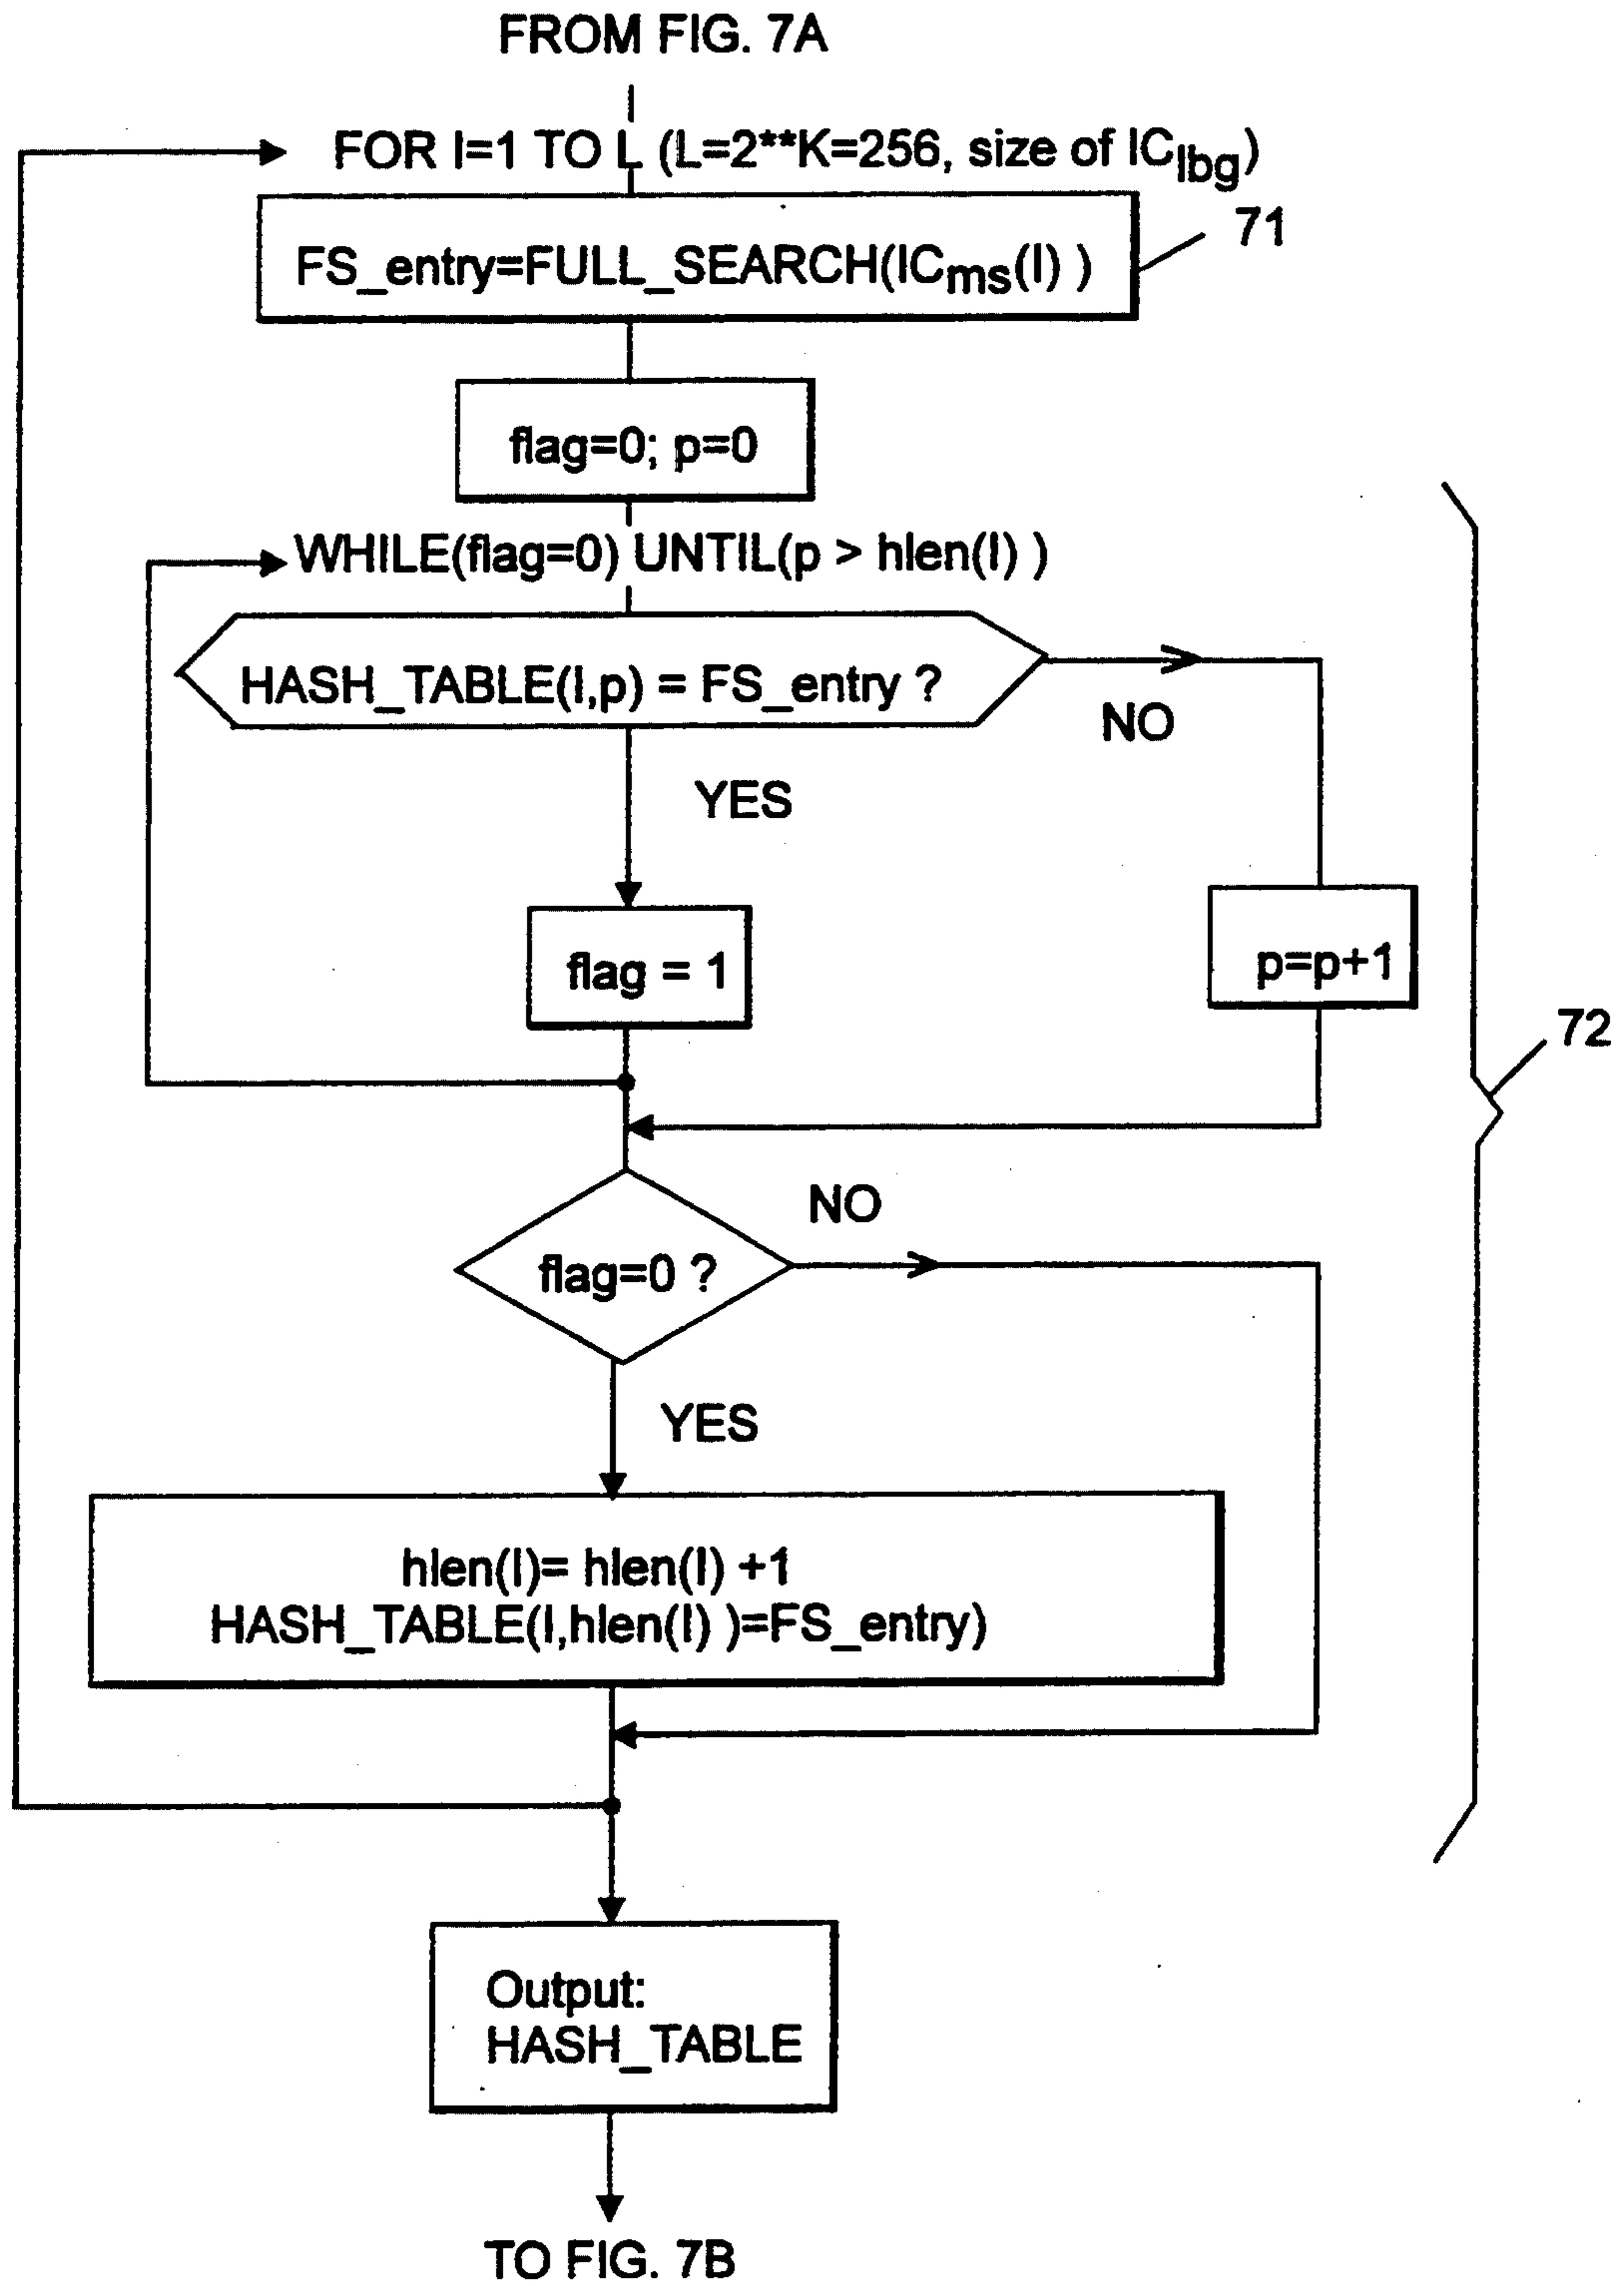 FROM FIG. 7A
FOR I=1 TO L (L=2**K=256, size of IClbg)
71
FS_entry=FULL_SEARCH(ICms(I) )
flag=0; p=0
WHILE(flag=0) UNTIL(p > hlen(I) )
HASH_TABLE(I,p) = FS_entry ?
NO
YES
flag = 1
p=p+1
72
NO
flag=0 ?
YES
hlen(I)= hlen(I) +1
HASH_TABLE(I,hlen(I) )=FS_entry)
Output:
HASH_TABLE
TO FIG. 7B